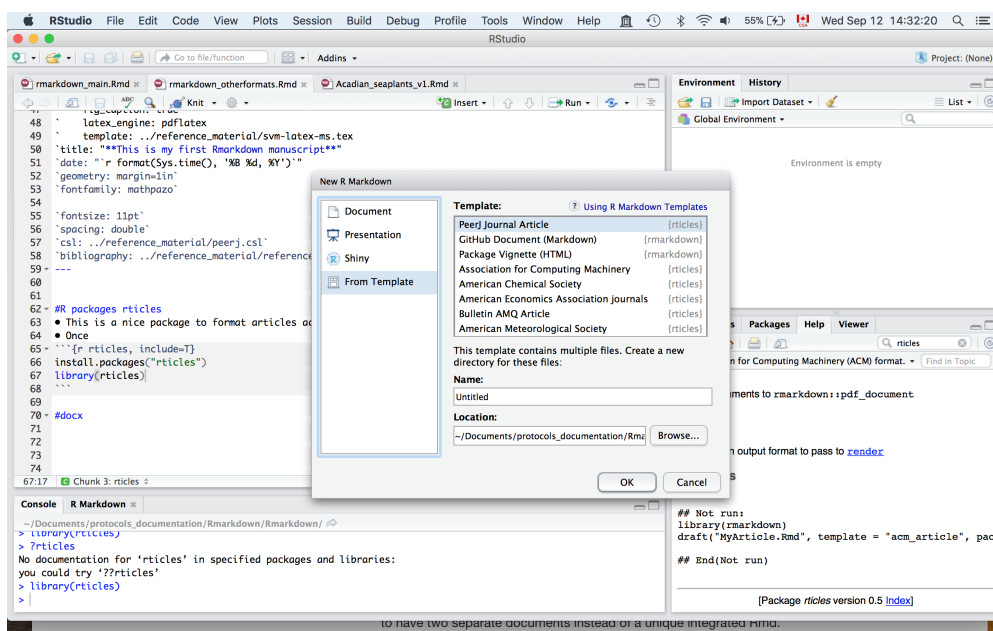 RStudio File Edit Code View Plots Session Build Debug Profile Tools Window Help 55% Wed Sep 12 14:32:20
RStudio
Go to file/function Addins Project: (None)
rmarkdown_main.Rmd rmarkdown_otherformats.Rmd Acadian_seaplants_v1.Rmd
ABC Knit Insert Run
48 ` latex_engine: pdflatex
49 ` template: ../reference_material/svm-latex-ms.tex
50 `title: "**This is my first Rmarkdown manuscript**"
51 `date: "`r format(Sys.time(), '%B %d, %Y')`"
52 `geometry: margin=1in`
53 `fontfamily: mathpazo`
54
55 `fontsize: 11pt`
56 `spacing: double`
57 `csl: ../reference_material/peerj.csl`
58 `bibliography: ../reference_material/reference
59 ---
60
61
62 #R packages rticles
63 • This is a nice package to format articles ac
64 • Once
65 ```{r rticles, include=T}
66 install.packages("rticles")
67 library(rticles)
68 ```
69
70 #docx
71
72
73
74
67:17 C Chunk 3: rticles
Console R Markdown
~/Documents/protocols_documentation/Rmarkdown/Rmarkdown/
> library(rticles)
> ?rticles
No documentation for ‘rticles’ in specified packages and libraries:
you could try ‘??rticles’
> library(rticles)
>
New R Markdown
Document
Presentation
R Shiny
From Template
Template: ? Using R Markdown Templates
PeerJ Journal Article {rticles}
GitHub Document (Markdown) {rmarkdown}
Package Vignette (HTML) {rmarkdown}
Association for Computing Machinery {rticles}
American Chemical Society {rticles}
American Economics Association journals {rticles}
Bulletin AMQ Article {rticles}
American Meteorological Society {rticles}
This template contains multiple files. Create a new
directory for these files:
Name:
Untitled
Location:
~/Documents/protocols_documentation/Rma Browse...
OK Cancel
Environment History
Import Dataset List
Global Environment
Environment is empty
s Packages Help Viewer
rticles
n for Computing Machinery (ACM) format. Find in Topic
ments to rmarkdown::pdf_document
n output format to pass to render
s
## Not run:
library(rmarkdown)
draft("MyArticle.Rmd", template = "acm_article", pac
## End(Not run)
[Package rticles version 0.5 Index]
to have two separate documents instead of a unique integrated Rmd.